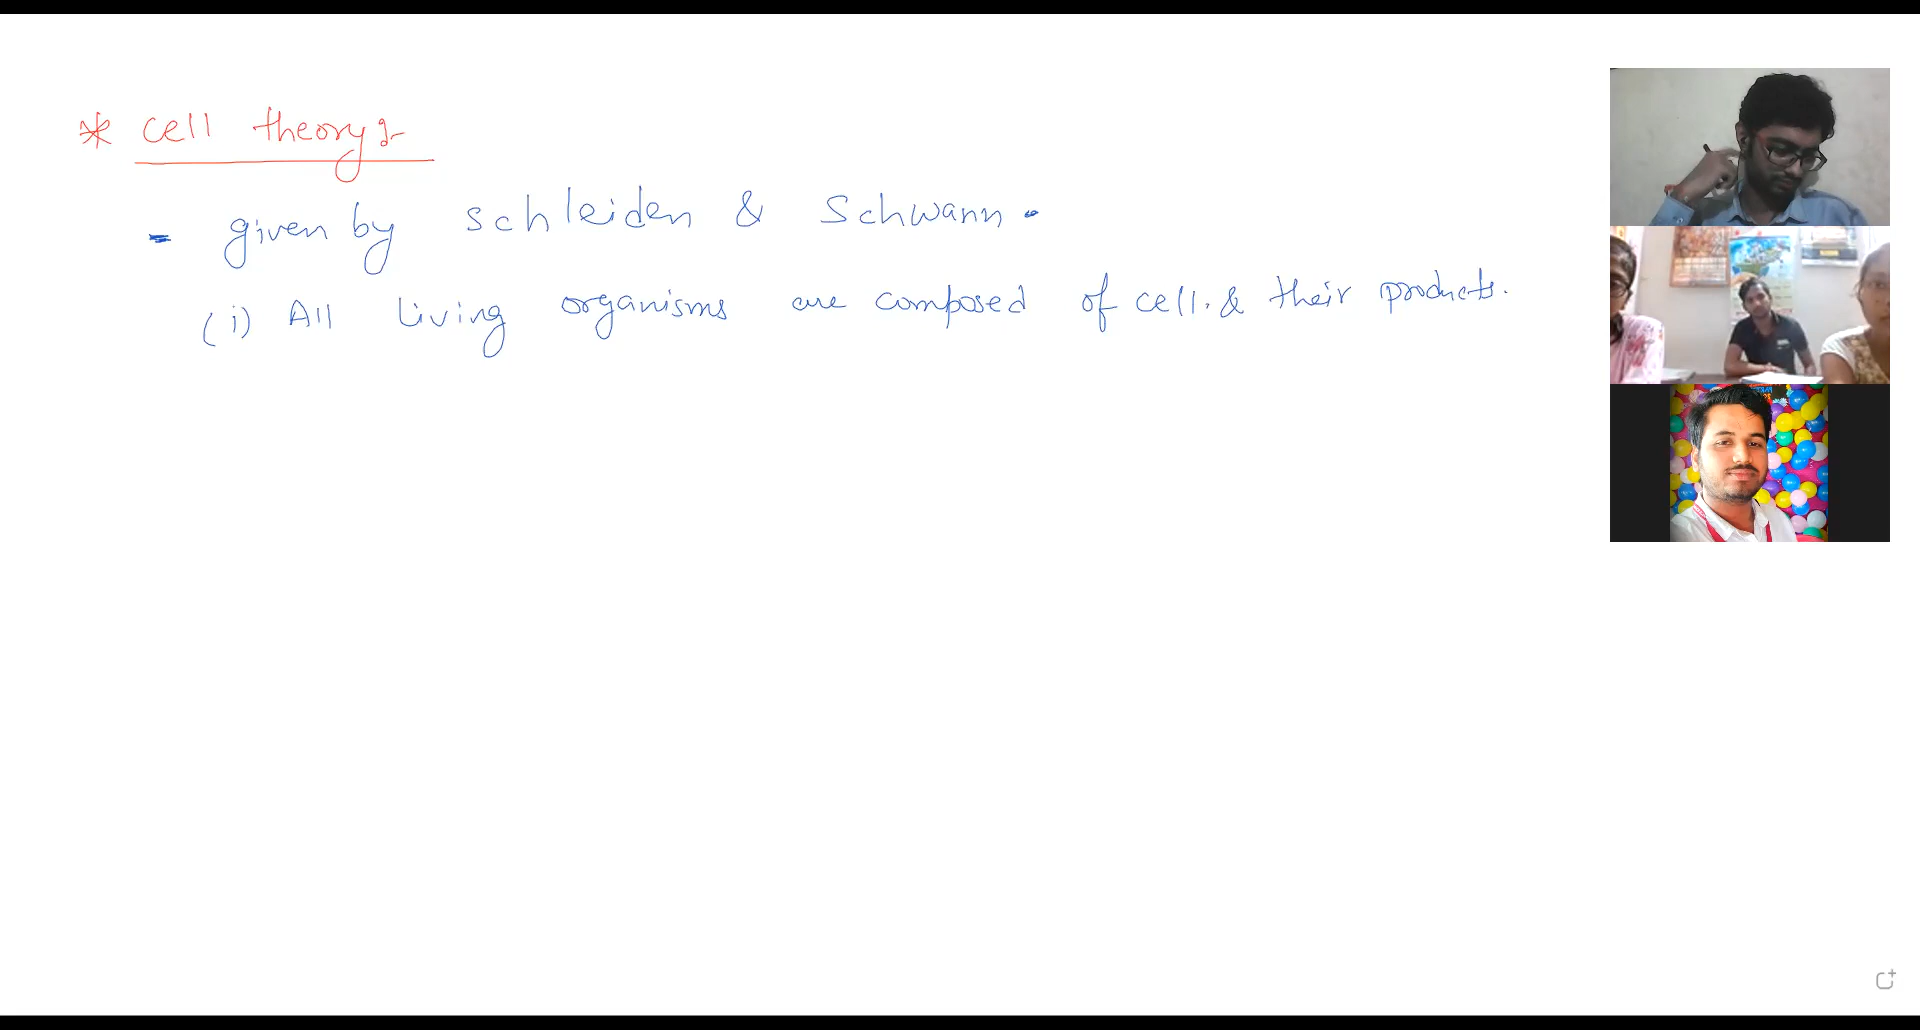 * cell theory :-
- given by schleiden & Schwann.
(i) All living organisms are composed of cell. & their products.